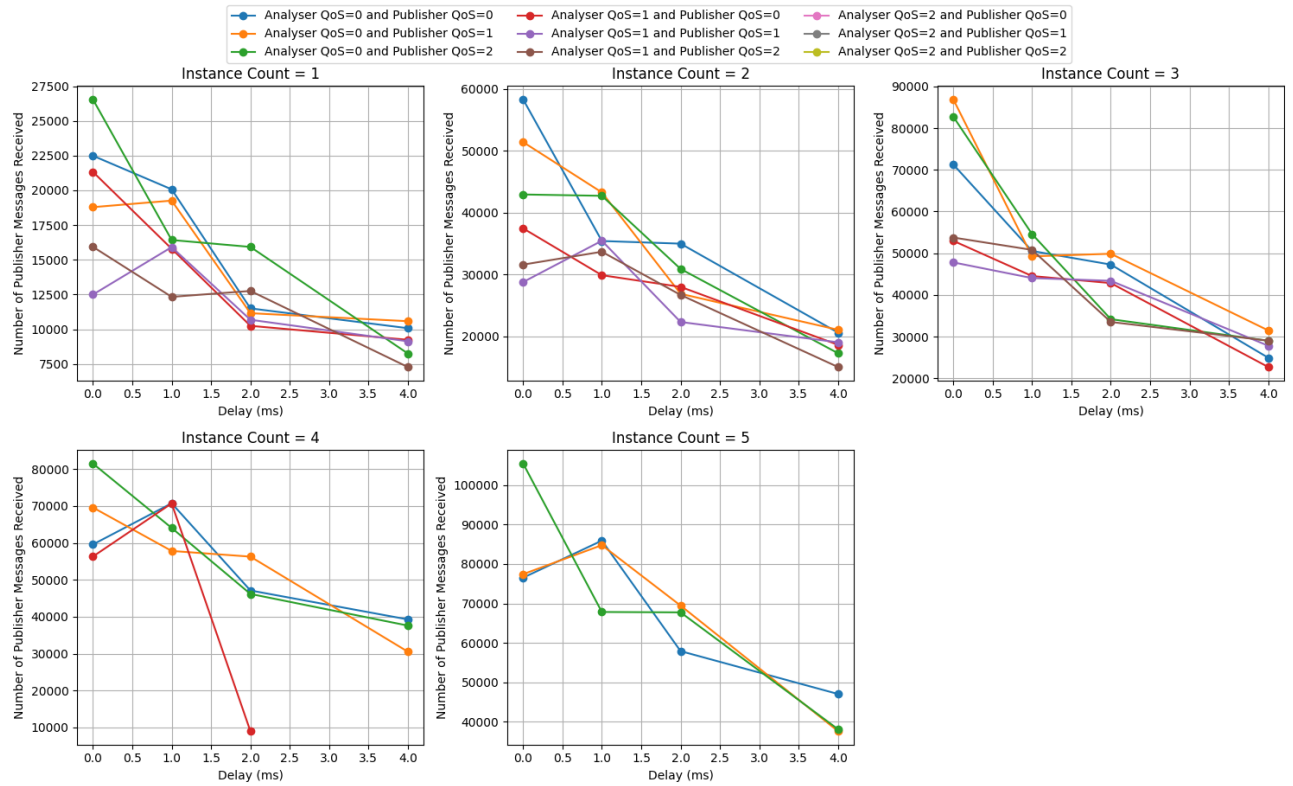 Analyser QoS=0 and Publisher QoS=0
Analyser QoS=0 and Publisher QoS=1
Analyser QoS=0 and Publisher QoS=2
Analyser QoS=1 and Publisher QoS=0
Analyser QoS=1 and Publisher QoS=1
Analyser QoS=1 and Publisher QoS=2
Analyser QoS=2 and Publisher QoS=0
Analyser QoS=2 and Publisher QoS=1
Analyser QoS=2 and Publisher QoS=2
Instance Count = 1
Number of Publisher Messages Received
27500
25000
22500
20000
17500
15000
12500
10000
7500
0.0 0.5 1.0 1.5 2.0 2.5 3.0 3.5 4.0
Delay (ms)
Instance Count = 2
Number of Publisher Messages Received
60000
50000
40000
30000
20000
0.0 0.5 1.0 1.5 2.0 2.5 3.0 3.5 4.0
Delay (ms)
Instance Count = 3
Number of Publisher Messages Received
90000
80000
70000
60000
50000
40000
30000
20000
0.0 0.5 1.0 1.5 2.0 2.5 3.0 3.5 4.0
Delay (ms)
Instance Count = 4
Number of Publisher Messages Received
80000
70000
60000
50000
40000
30000
20000
10000
0.0 0.5 1.0 1.5 2.0 2.5 3.0 3.5 4.0
Delay (ms)
Instance Count = 5
Number of Publisher Messages Received
100000
90000
80000
70000
60000
50000
40000
0.0 0.5 1.0 1.5 2.0 2.5 3.0 3.5 4.0
Delay (ms)